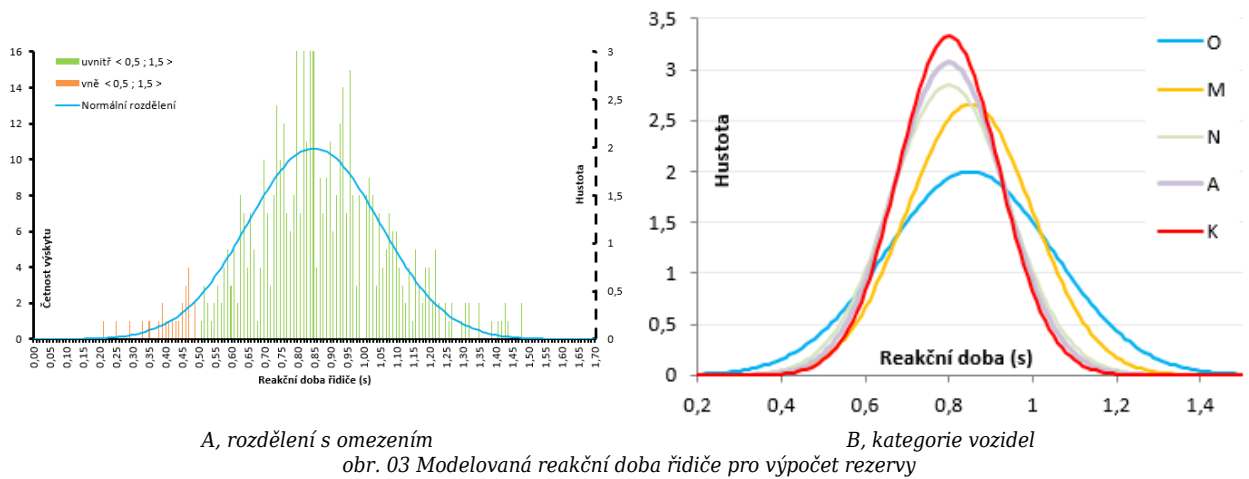 16
14
12
10
8
6
4
2
0
Četnost výskytu
uvnitř < 0,5 ; 1,5 >
vně < 0,5 ; 1,5 >
Normální rozdělení
3
2,5
2
1,5
1
0,5
0
Hustota
0,00 0,05 0,10 0,15 0,20 0,25 0,30 0,35 0,40 0,45 0,50 0,55 0,60 0,65 0,70 0,75 0,80 0,85 0,90 0,95 1,00 1,05 1,10 1,15 1,20 1,25 1,30 1,35 1,40 1,45 1,50 1,55 1,60 1,65 1,70
Reakční doba řidiče (s)
3,5
3
2,5
2
1,5
1
0,5
0
Hustota
O
M
N
A
K
Reakční doba (s)
0,2 0,4 0,6 0,8 1 1,2 1,4
A, rozdělení s omezením
B, kategorie vozidel
obr. 03 Modelovaná reakční doba řidiče pro výpočet rezervy